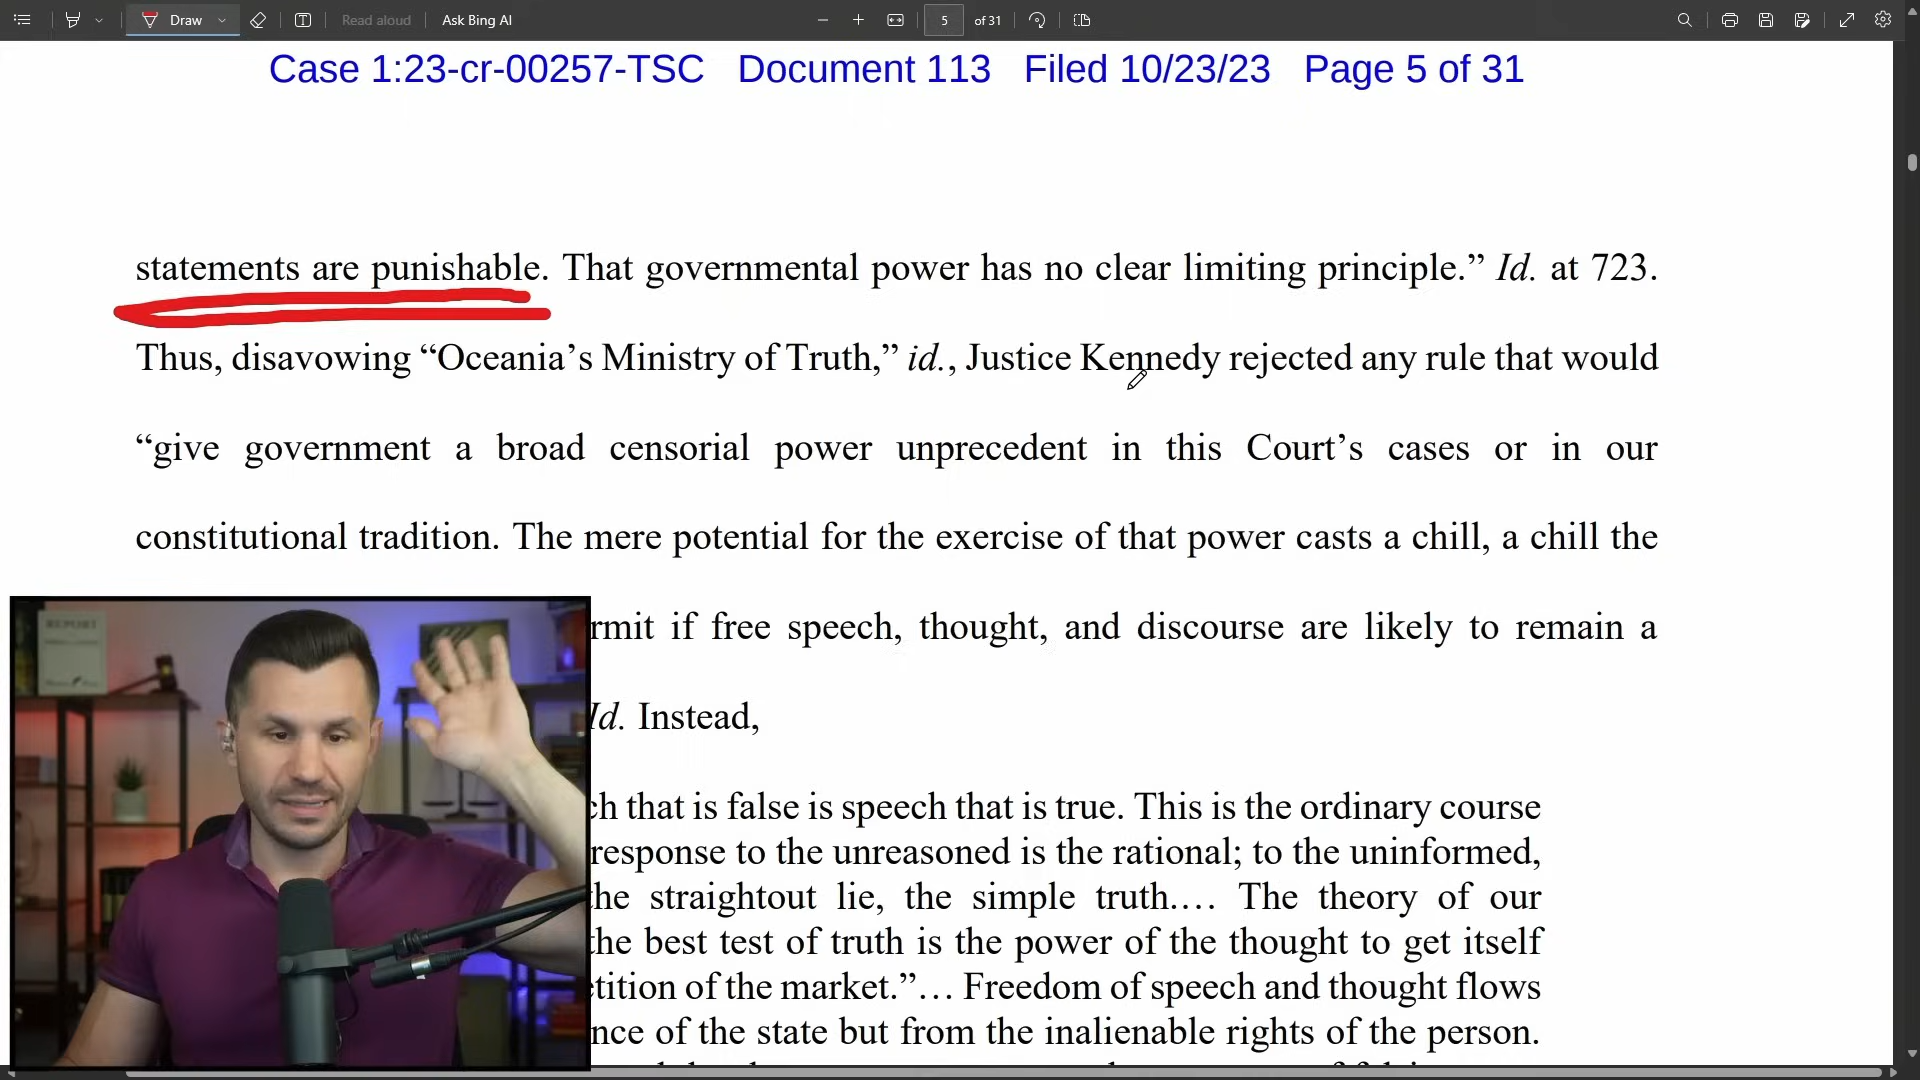 Draw
Read aloud
Ask Bing AI
5 of 31
Case 1:23-cr-00257-TSC Document 113 Filed 10/23/23 Page 5 of 31
statements are punishable. That governmental power has no clear limiting principle.” Id. at 723.
Thus, disavowing “Oceania’s Ministry of Truth,” id., Justice Kennedy rejected any rule that would
“give government a broad censorial power unprecedent in this Court’s cases or in our
constitutional tradition. The mere potential for the exercise of that power casts a chill, a chill the
rmit if free speech, thought, and discourse are likely to remain a
Id. Instead,
ch that is false is speech that is true. This is the ordinary course
response to the unreasoned is the rational; to the uninformed,
the straightout lie, the simple truth.… The theory of our
the best test of truth is the power of the thought to get itself
etition of the market.”… Freedom of speech and thought flows
nce of the state but from the inalienable rights of the person.
REPORT